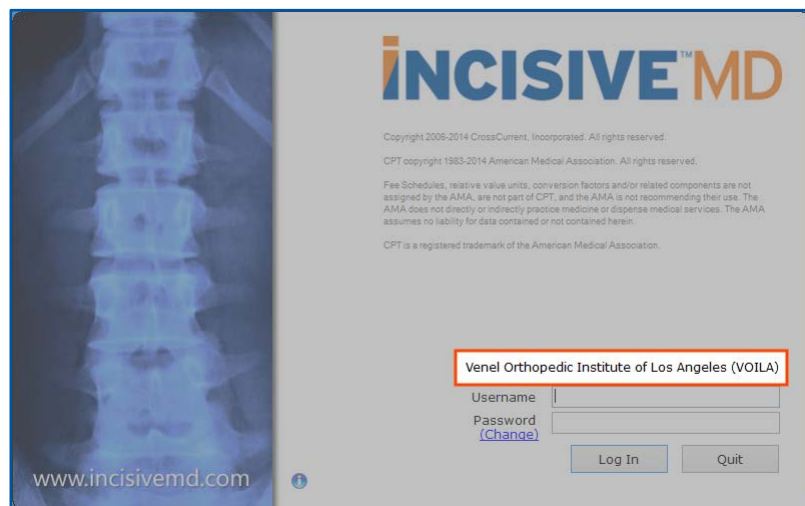 iNCISIVE™MD
Copyright 2006-2014 CrossCurrent, Incorporated. All rights reserved.
CPT copyright 1983-2014 American Medical Association. All rights reserved.
Fee Schedules, relative value units, conversion factors and/or related components are not
assigned by the AMA, are not part of CPT, and the AMA is not recommending their use. The
AMA does not directly or indirectly practice medicine or dispense medical services. The AMA
assumes no liability for data contained or not contained herein.
CPT is a registered trademark of the American Medical Association.
Venel Orthopedic Institute of Los Angeles (VOILA)
Username
Password
(Change)
Log In Quit
www.incisivemd.com